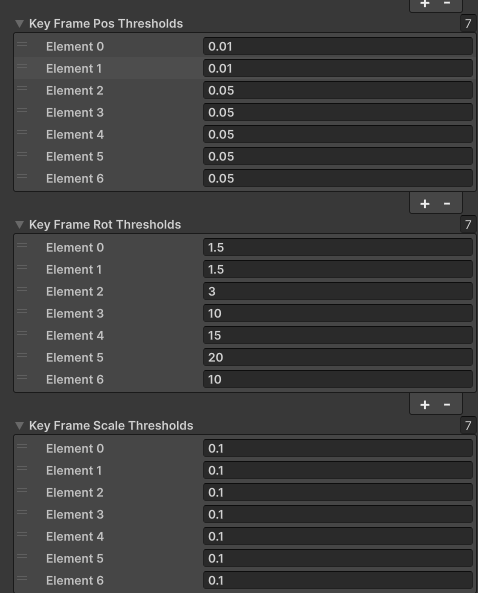 + -
Key Frame Pos Thresholds 7
Element 0 0.01
Element 1 0.01
Element 2 0.05
Element 3 0.05
Element 4 0.05
Element 5 0.05
Element 6 0.05
+ -
Key Frame Rot Thresholds 7
Element 0 1.5
Element 1 1.5
Element 2 3
Element 3 10
Element 4 15
Element 5 20
Element 6 10
+ -
Key Frame Scale Thresholds 7
Element 0 0.1
Element 1 0.1
Element 2 0.1
Element 3 0.1
Element 4 0.1
Element 5 0.1
Element 6 0.1